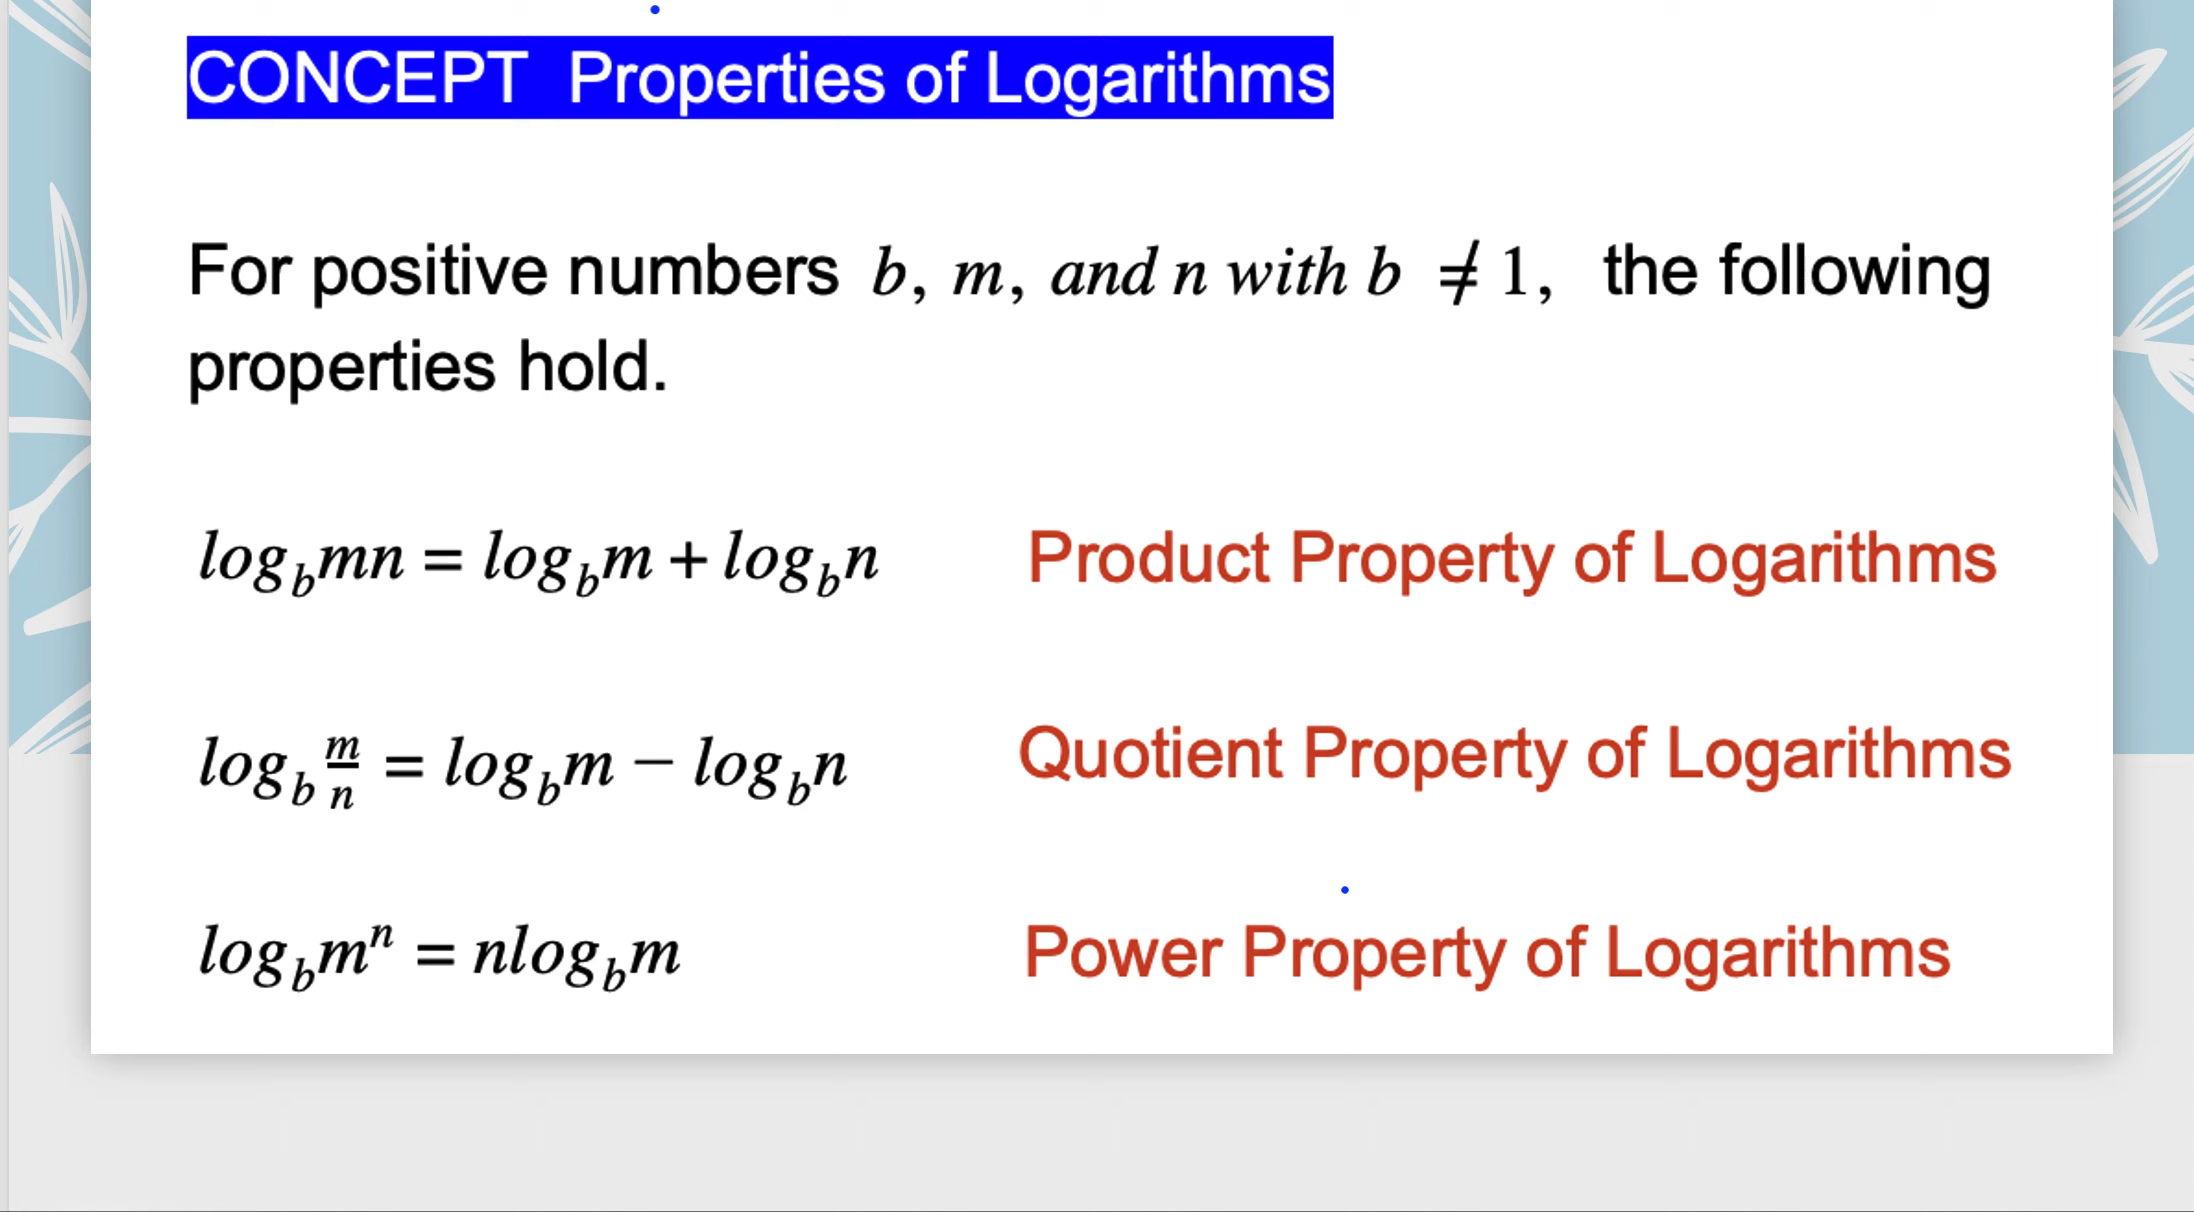 CONCEPT  Properties of Logarithms
For positive numbers b, m, and n with b ≠ 1, the following
properties hold.
log_b mn = log_b m + log_b n    Product Property of Logarithms
log_b m/n = log_b m − log_b n    Quotient Property of Logarithms
log_b m^n = nlog_b m    Power Property of Logarithms